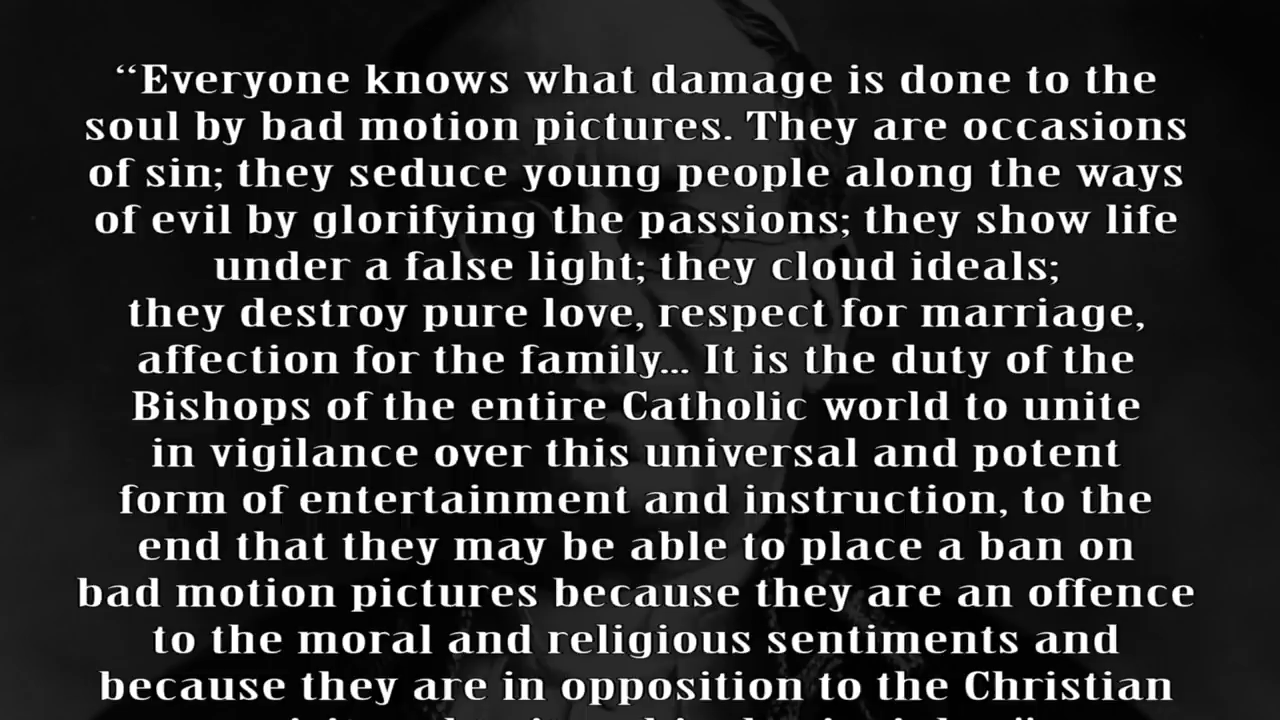 “Everyone knows what damage is done to the
soul by bad motion pictures. They are occasions
of sin; they seduce young people along the ways
of evil by glorifying the passions; they show life
under a false light; they cloud ideals;
they destroy pure love, respect for marriage,
affection for the family... It is the duty of the
Bishops of the entire Catholic world to unite
in vigilance over this universal and potent
form of entertainment and instruction, to the
end that they may be able to place a ban on
bad motion pictures because they are an offence
to the moral and religious sentiments and
because they are in opposition to the Christian